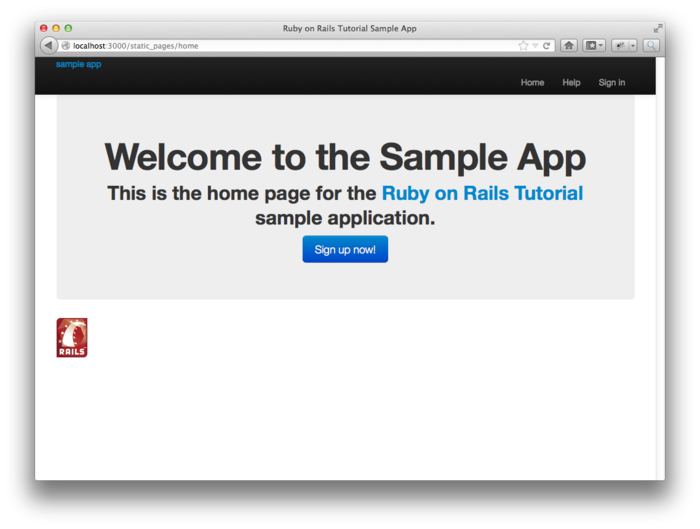 Ruby on Rails Tutorial Sample App
localhost:3000/static_pages/home
sample app
Home Help Sign in
Welcome to the Sample App
This is the home page for the Ruby on Rails Tutorial
sample application.
Sign up now!
RAILS